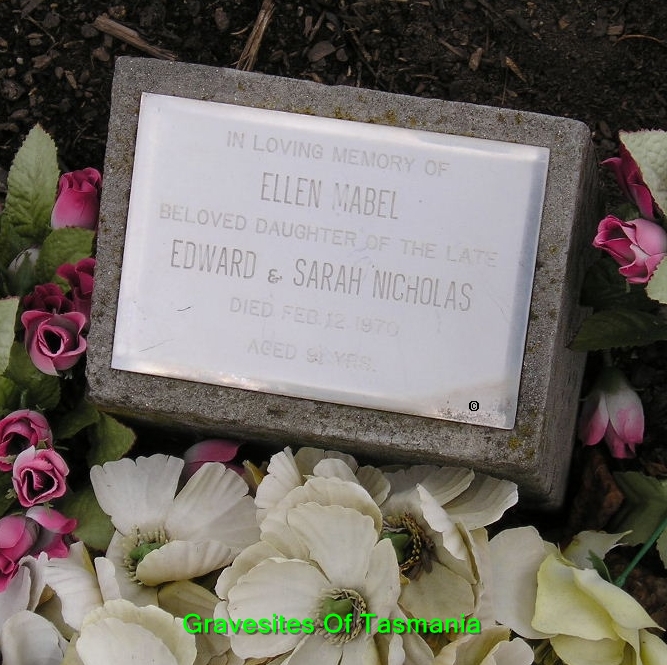 IN LOVING MEMORY OF
ELLEN MABEL
BELOVED DAUGHTER OF THE LATE
EDWARD & SARAH NICHOLAS
DIED FEB. 12 1970
AGED YRS.
©
Gravesites Of Tasmania